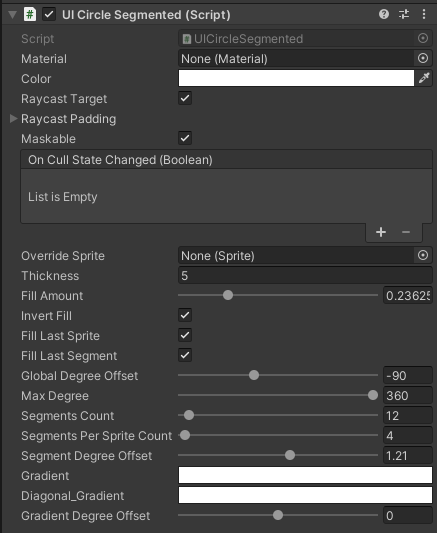 UI Circle Segmented (Script)
Script UICircleSegmented
Material None (Material)
Color
Raycast Target
Raycast Padding
Maskable
On Cull State Changed (Boolean)
List is Empty
Override Sprite None (Sprite)
Thickness 5
Fill Amount 0.23625
Invert Fill
Fill Last Sprite
Fill Last Segment
Global Degree Offset -90
Max Degree 360
Segments Count 12
Segments Per Sprite Count 4
Segment Degree Offset 1.21
Gradient
Diagonal_Gradient
Gradient Degree Offset 0